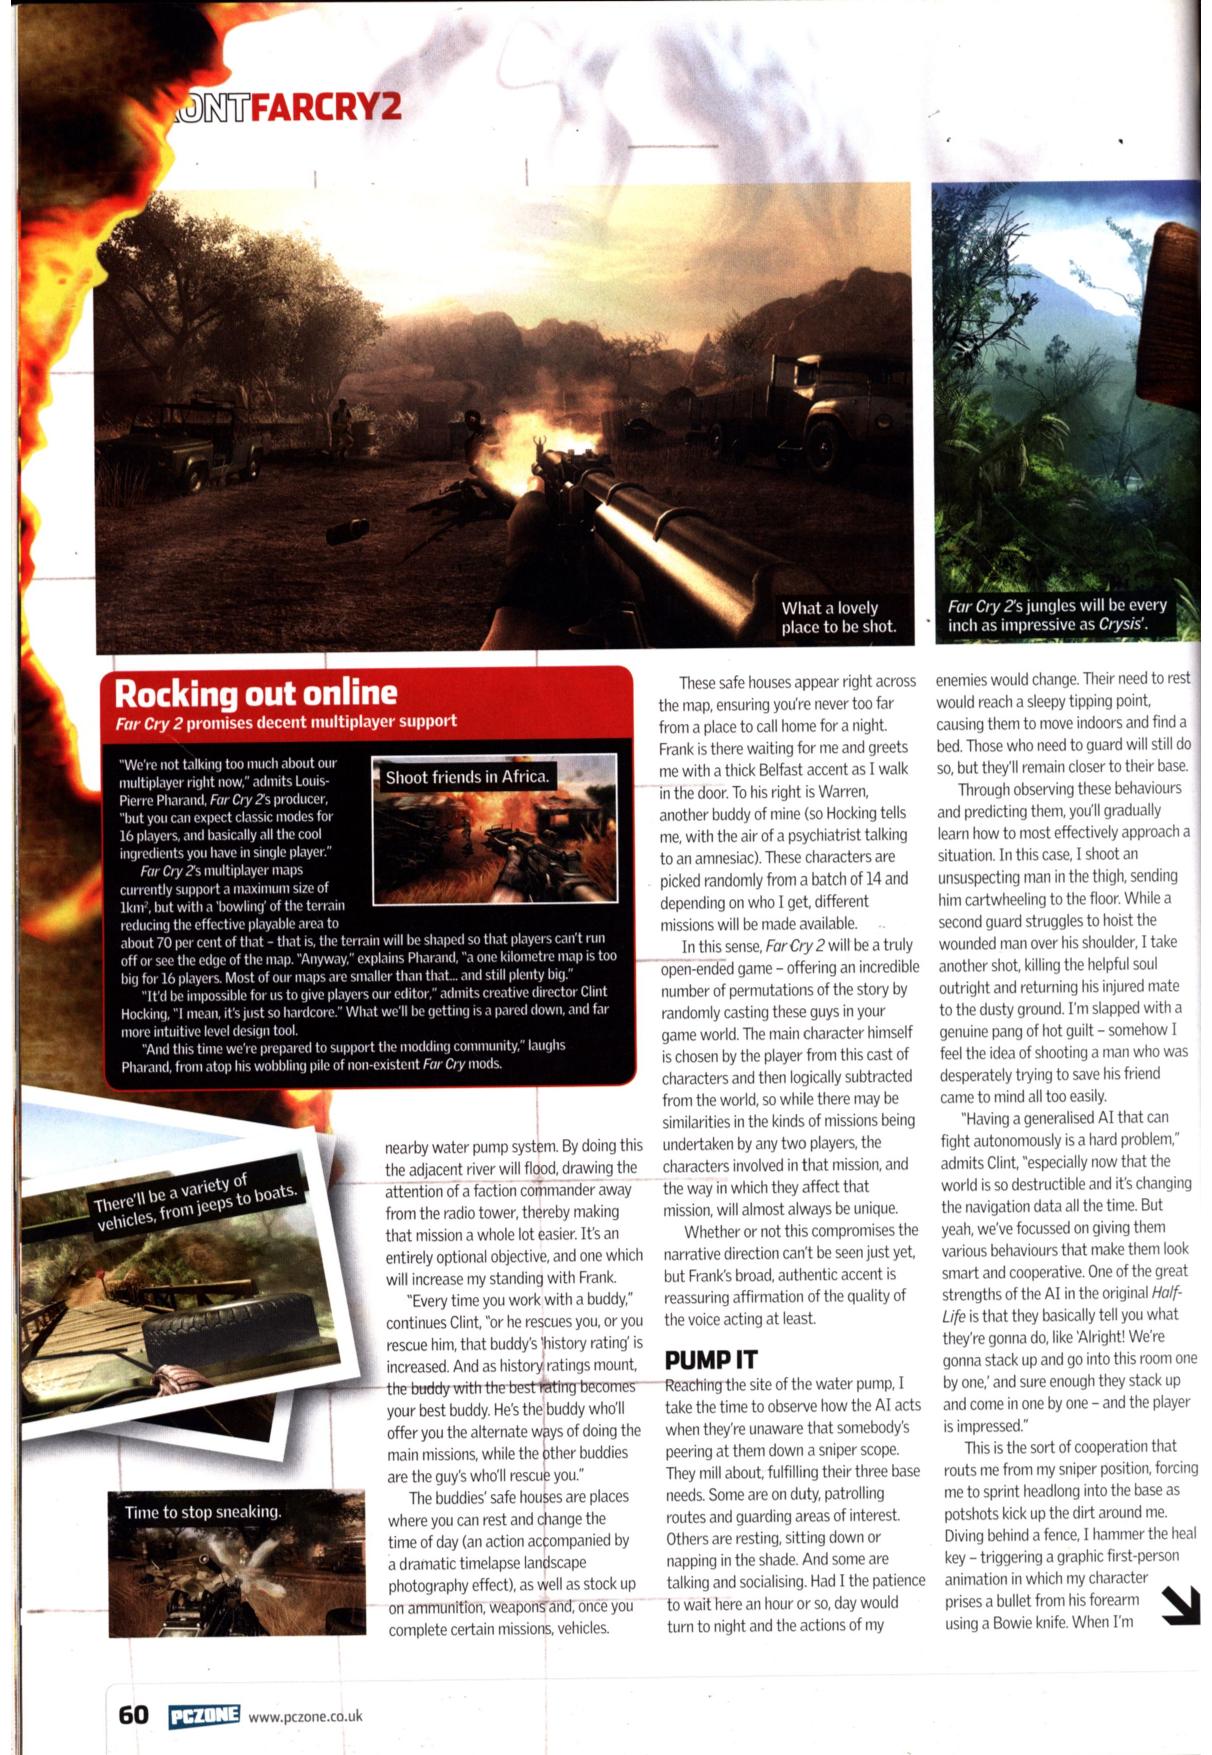 ONTFARCRY2
What a lovely
place to be shot.
Far Cry 2's jungles will be every
inch as impressive as Crysis'.
Rocking out online
Far Cry 2 promises decent multiplayer support
"We're not talking too much about our
multiplayer right now," admits Louis-
Pierre Pharand, Far Cry 2's producer,
"but you can expect classic modes for
16 players, and basically all the cool
ingredients you have in single player."
Far Cry 2's multiplayer maps
currently support a maximum size of
1km², but with a 'bowling' of the terrain
reducing the effective playable area to
about 70 per cent of that – that is, the terrain will be shaped so that players can't run
off or see the edge of the map. "Anyway," explains Pharand, "a one kilometre map is too
big for 16 players. Most of our maps are smaller than that... and still plenty big."
"It'd be impossible for us to give players our editor," admits creative director Clint
Hocking, "I mean, it's just so hardcore." What we'll be getting is a pared down, and far
more intuitive level design tool.
"And this time we're prepared to support the modding community," laughs
Pharand, from atop his wobbling pile of non-existent Far Cry mods.
Shoot friends in Africa.
There'll be a variety of
vehicles, from jeeps to boats.
Time to stop sneaking.
nearby water pump system. By doing this
the adjacent river will flood, drawing the
attention of a faction commander away
from the radio tower, thereby making
that mission a whole lot easier. It's an
entirely optional objective, and one which
will increase my standing with Frank.
"Every time you work with a buddy,"
continues Clint, "or he rescues you, or you
rescue him, that buddy's 'history rating' is
increased. And as history ratings mount,
the buddy with the best rating becomes
your best buddy. He's the buddy who'll
offer you the alternate ways of doing the
main missions, while the other buddies
are the guy's who'll rescue you."
The buddies' safe houses are places
where you can rest and change the
time of day (an action accompanied by
a dramatic timelapse landscape
photography effect), as well as stock up
on ammunition, weapons and, once you
complete certain missions, vehicles.
These safe houses appear right across
the map, ensuring you're never too far
from a place to call home for a night.
Frank is there waiting for me and greets
me with a thick Belfast accent as I walk
in the door. To his right is Warren,
another buddy of mine (so Hocking tells
me, with the air of a psychiatrist talking
to an amnesiac). These characters are
picked randomly from a batch of 14 and
depending on who I get, different
missions will be made available.
In this sense, Far Cry 2 will be a truly
open-ended game – offering an incredible
number of permutations of the story by
randomly casting these guys in your
game world. The main character himself
is chosen by the player from this cast of
characters and then logically subtracted
from the world, so while there may be
similarities in the kinds of missions being
undertaken by any two players, the
characters involved in that mission, and
the way in which they affect that
mission, will almost always be unique.
Whether or not this compromises the
narrative direction can't be seen just yet,
but Frank's broad, authentic accent is
reassuring affirmation of the quality of
the voice acting at least.
PUMP IT
Reaching the site of the water pump, I
take the time to observe how the AI acts
when they're unaware that somebody's
peering at them down a sniper scope.
They mill about, fulfilling their three base
needs. Some are on duty, patrolling
routes and guarding areas of interest.
Others are resting, sitting down or
napping in the shade. And some are
talking and socialising. Had I the patience
to wait here an hour or so, day would
turn to night and the actions of my
enemies would change. Their need to rest
would reach a sleepy tipping point,
causing them to move indoors and find a
bed. Those who need to guard will still do
so, but they'll remain closer to their base.
Through observing these behaviours
and predicting them, you'll gradually
learn how to most effectively approach a
situation. In this case, I shoot an
unsuspecting man in the thigh, sending
him cartwheeling to the floor. While a
second guard struggles to hoist the
wounded man over his shoulder, I take
another shot, killing the helpful soul
outright and returning his injured mate
to the dusty ground. I'm slapped with a
genuine pang of hot guilt – somehow I
feel the idea of shooting a man who was
desperately trying to save his friend
came to mind all too easily.
"Having a generalised AI that can
fight autonomously is a hard problem,"
admits Clint, "especially now that the
world is so destructible and it's changing
the navigation data all the time. But
yeah, we've focussed on giving them
various behaviours that make them look
smart and cooperative. One of the great
strengths of the AI in the original Half-
Life is that they basically tell you what
they're gonna do, like 'Alright! We're
gonna stack up and go into this room one
by one,' and sure enough they stack up
and come in one by one – and the player
is impressed."
This is the sort of cooperation that
routs me from my sniper position, forcing
me to sprint headlong into the base as
potshots kick up the dirt around me.
Diving behind a fence, I hammer the heal
key – triggering a graphic first-person
animation in which my character
prises a bullet from his forearm
using a Bowie knife. When I'm
60 PCZONE www.pczone.co.uk